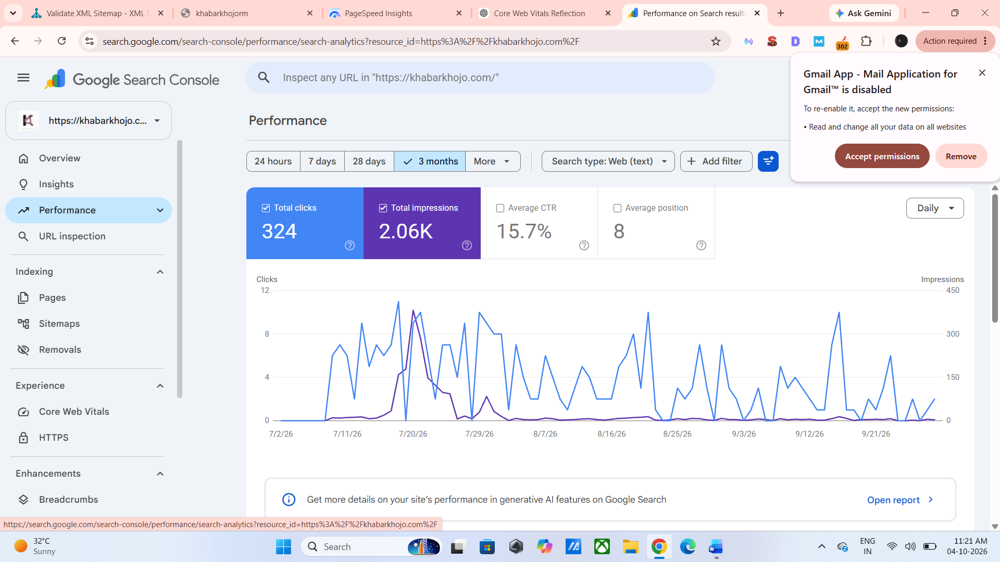 Validate XML Sitemap - XML S
khabarkhojorm
PageSpeed Insights
Core Web Vitals Reflection
Performance on Search results
Ask Gemini
search.google.com/search-console/performance/search-analytics?resource_id=https%3A%2F%2Fkhabarkhojo.com%2F
SEO
D
M
302
Action required
Gmail App - Mail Application for
Gmail™ is disabled
To re-enable it, accept the new permissions:
• Read and change all your data on all websites
Accept permissions
Remove
Google Search Console
Inspect any URL in "https://khabarkhojo.com/"
K
https://khabarkhojo.c...
Overview
Insights
Performance
URL inspection
Indexing
Pages
Sitemaps
Removals
Experience
Core Web Vitals
HTTPS
Enhancements
Breadcrumbs
Performance
24 hours
7 days
28 days
3 months
More
Search type: Web (text)
Add filter
Total clicks
324
Total impressions
2.06K
Average CTR
15.7%
Average position
8
Daily
Clicks
Impressions
12
450
8
300
4
150
0
0
7/2/26
7/11/26
7/20/26
7/29/26
8/7/26
8/16/26
8/25/26
9/3/26
9/12/26
9/21/26
Get more details on your site's performance in generative AI features on Google Search
Open report
https://search.google.com/search-console/performance/search-analytics?resource_id=https%3A%2F%2Fkhabarkhojo.com%2F
32°C
Sunny
Search
W
ENG
IN
11:21 AM
04-10-2026